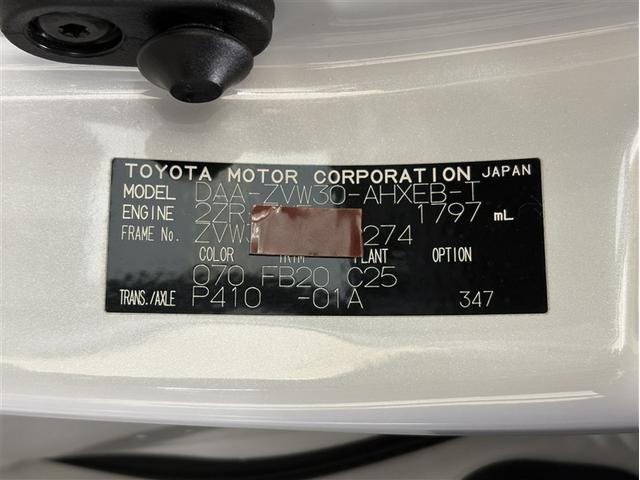 TOYOTA MOTOR CORPORATION JAPAN
MODEL DAA-ZVW30-AHXEB-T
ENGINE 2ZR 1797 mL
FRAME No. ZVW3 274
COLOR TRIM PLANT OPTION
070 FB20 C25
TRANS./AXLE P410 -01A 347